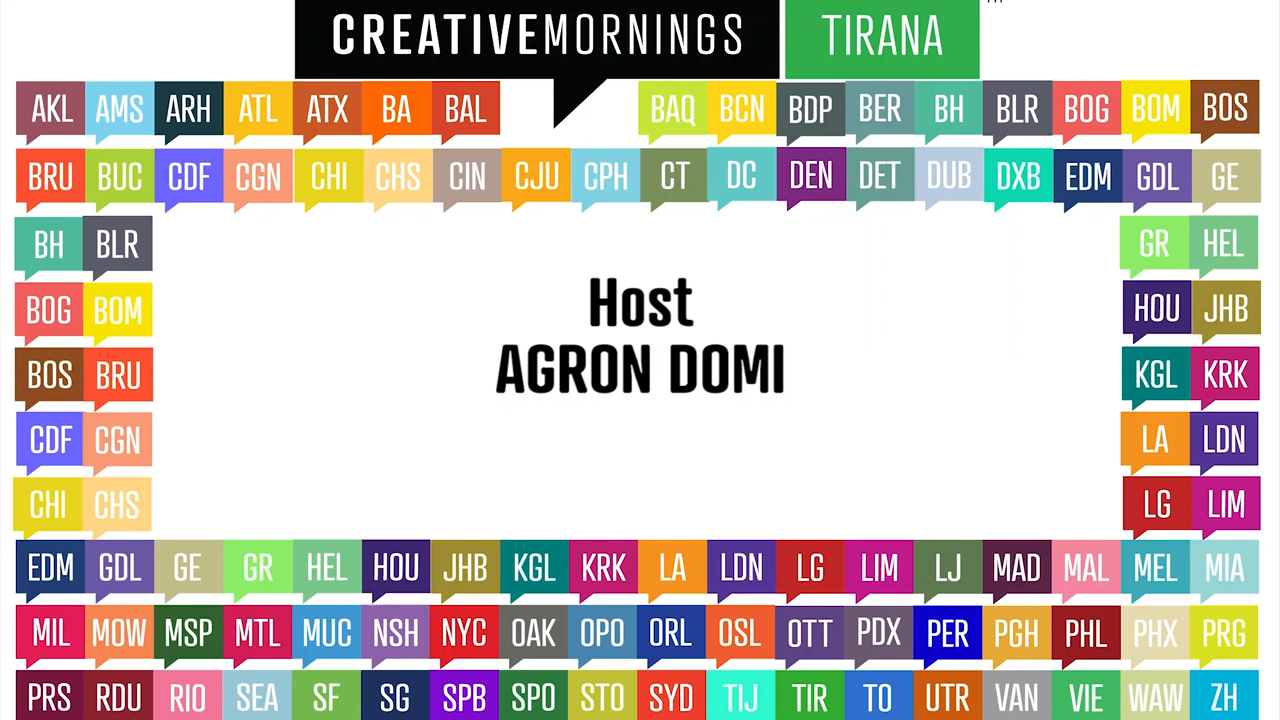 CREATIVEMORNINGS TIRANA
AKL AMS ARH ATL ATX BA BAL BAQ BCN BDP BER BH BLR BOG BOM BOS
BRU BUC CDF CGN CHI CHS CIN CJU CPH CT DC DEN DET DUB DXB EDM GDL GE
BH BLR GR HEL
Host
BOG BOM HOU JHB
AGRON DOMI
BOS BRU KGL KRK
CDF CGN LA LDN
CHI CHS LG LIM
EDM GDL GE GR HEL HOU JHB KGL KRK LA LDN LG LIM LJ MAD MAL MEL MIA
MIL MOW MSP MTL MUC NSH NYC OAK OPO ORL OSL OTT PDX PER PGH PHL PHX PRG
PRS RDU RIO SEA SF SG SPB SPO STO SYD TIJ TIR TO UTR VAN VIE WAW ZH